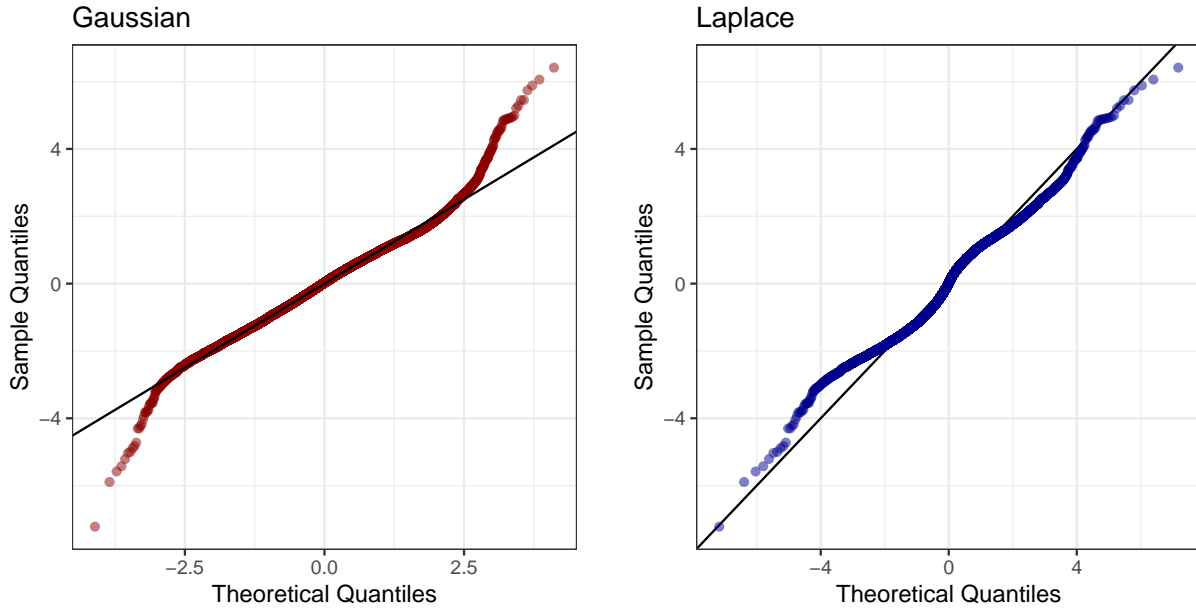 Gaussian
Sample Quantiles
4
0
−4
−2.5
0.0
2.5
Theoretical Quantiles
Laplace
Sample Quantiles
4
0
−4
−4
0
4
Theoretical Quantiles